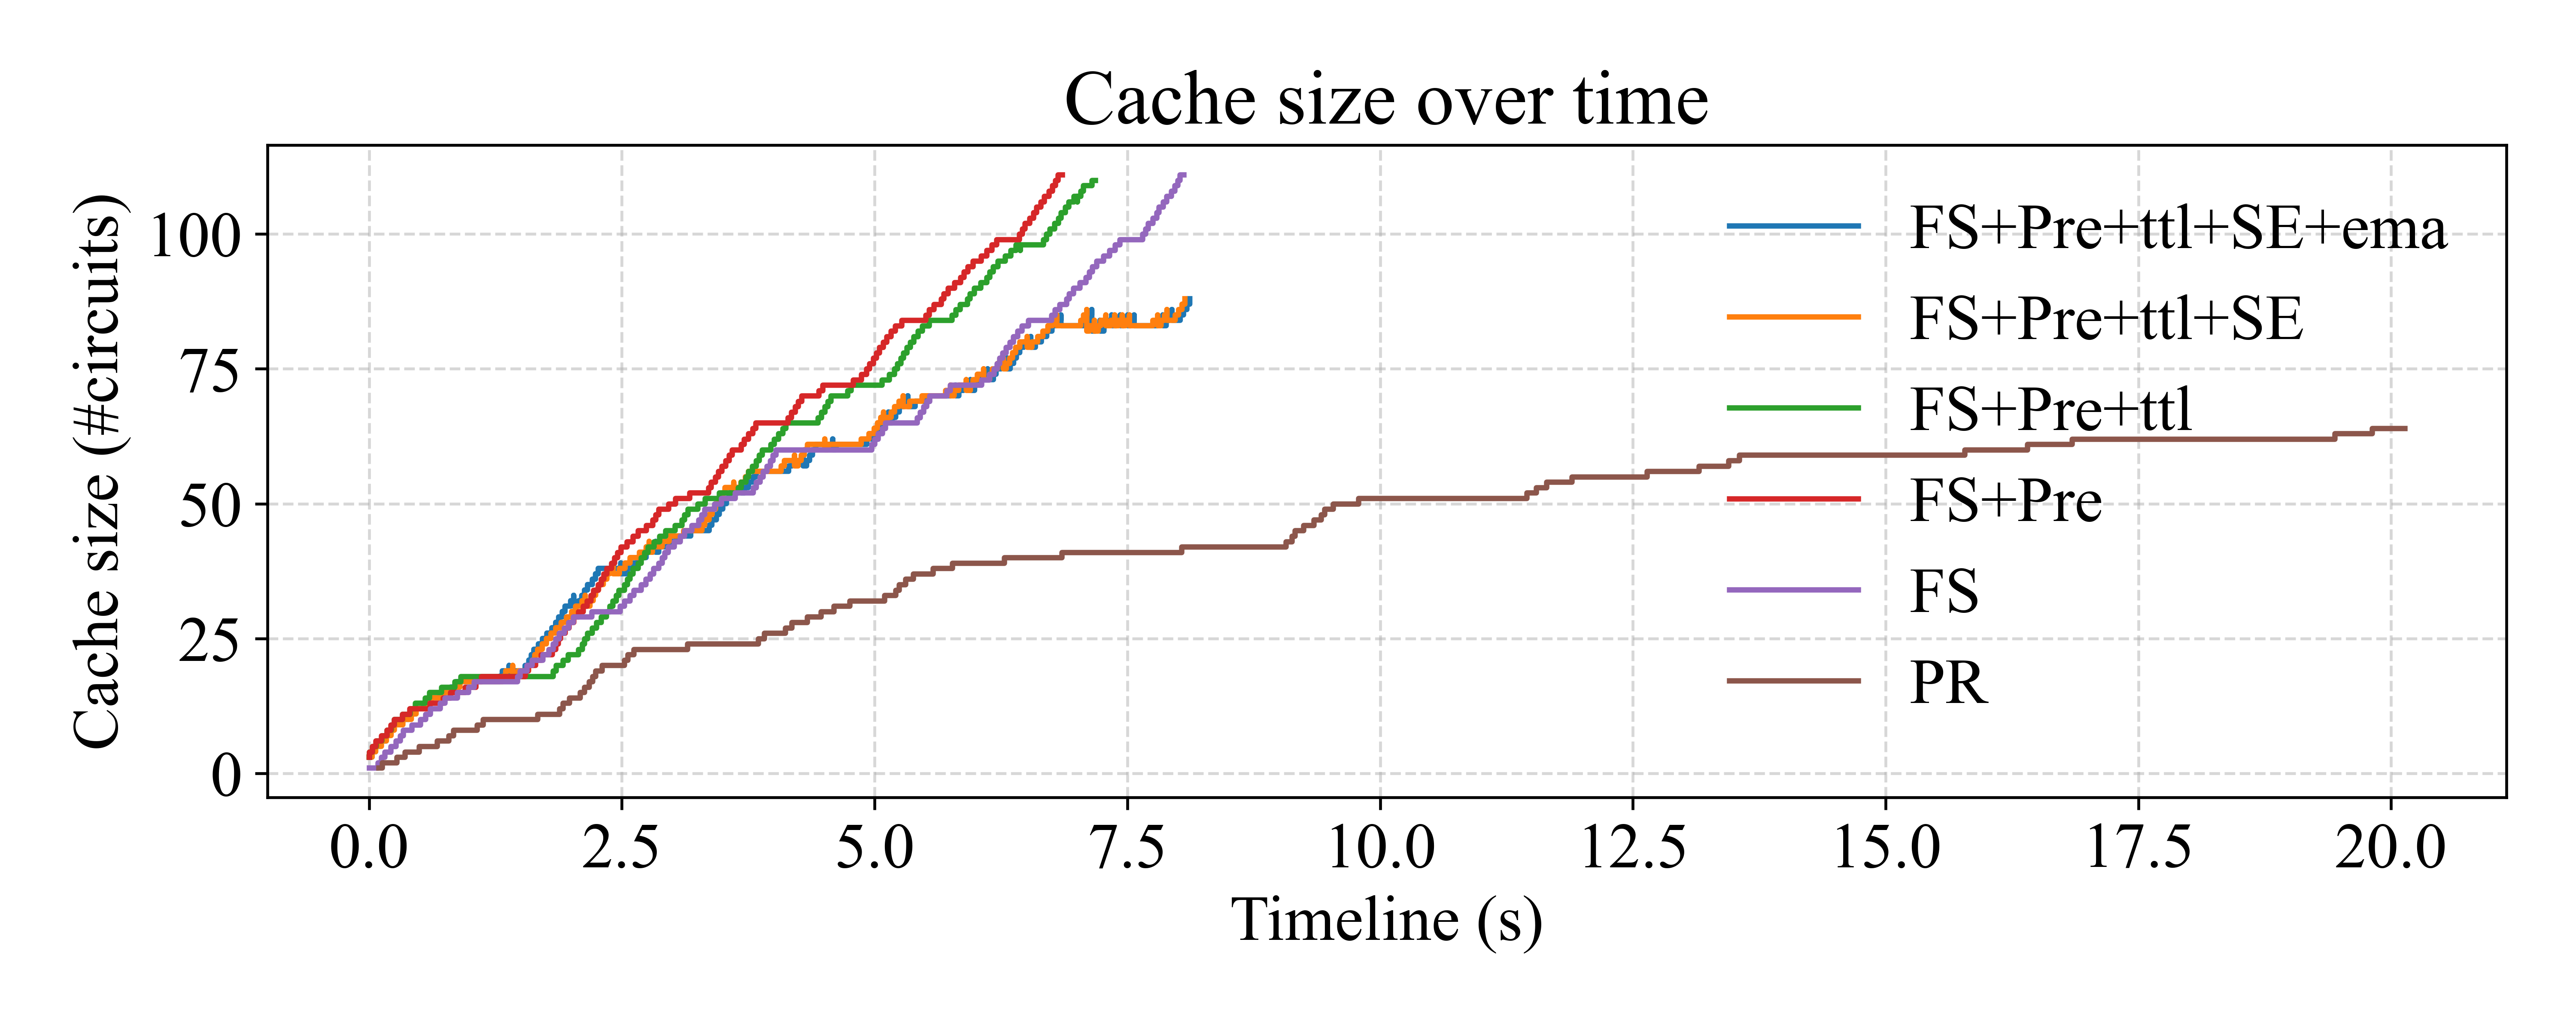 Cache size over time
Cache size (#circuits)
100
75
50
25
0
FS+Pre+ttl+SE+ema
FS+Pre+ttl+SE
FS+Pre+ttl
FS+Pre
FS
PR
0.0 2.5 5.0 7.5 10.0 12.5 15.0 17.5 20.0
Timeline (s)